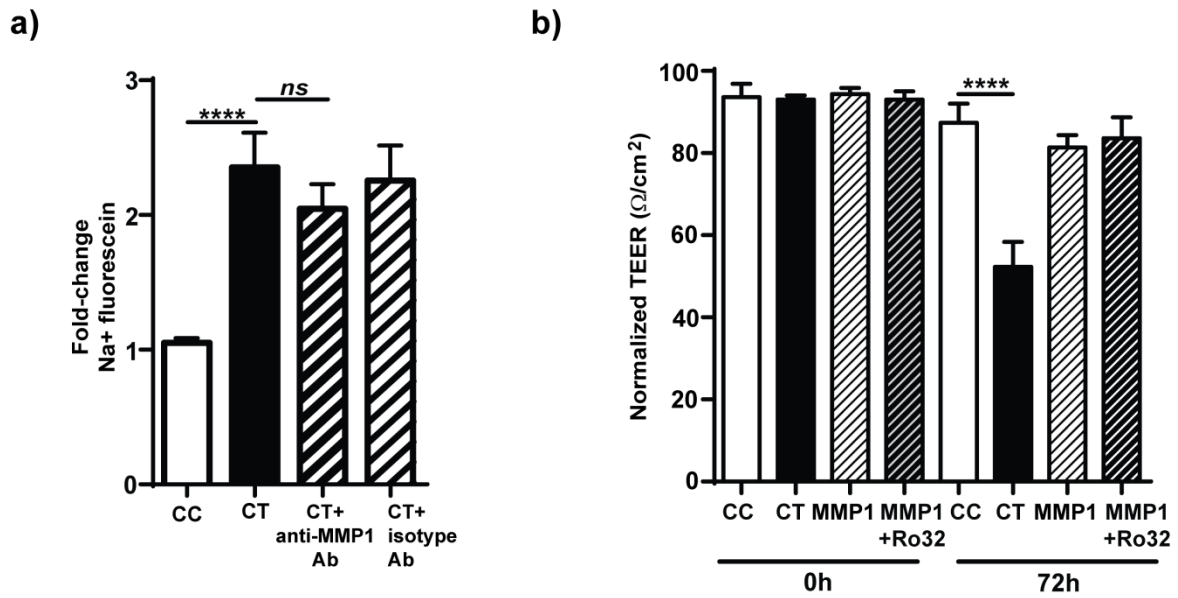 a)
Fold-change
Na+ fluorescein
3
2
1
0
****
ns
CC
CT
CT+
anti-MMP1
Ab
CT+
isotype
Ab
b)
Normalized TEER (Ω/cm²)
100
80
60
40
20
0
****
CC
CT
MMP1
MMP1
+Ro32
CC
CT
MMP1
MMP1
+Ro32
0h
72h